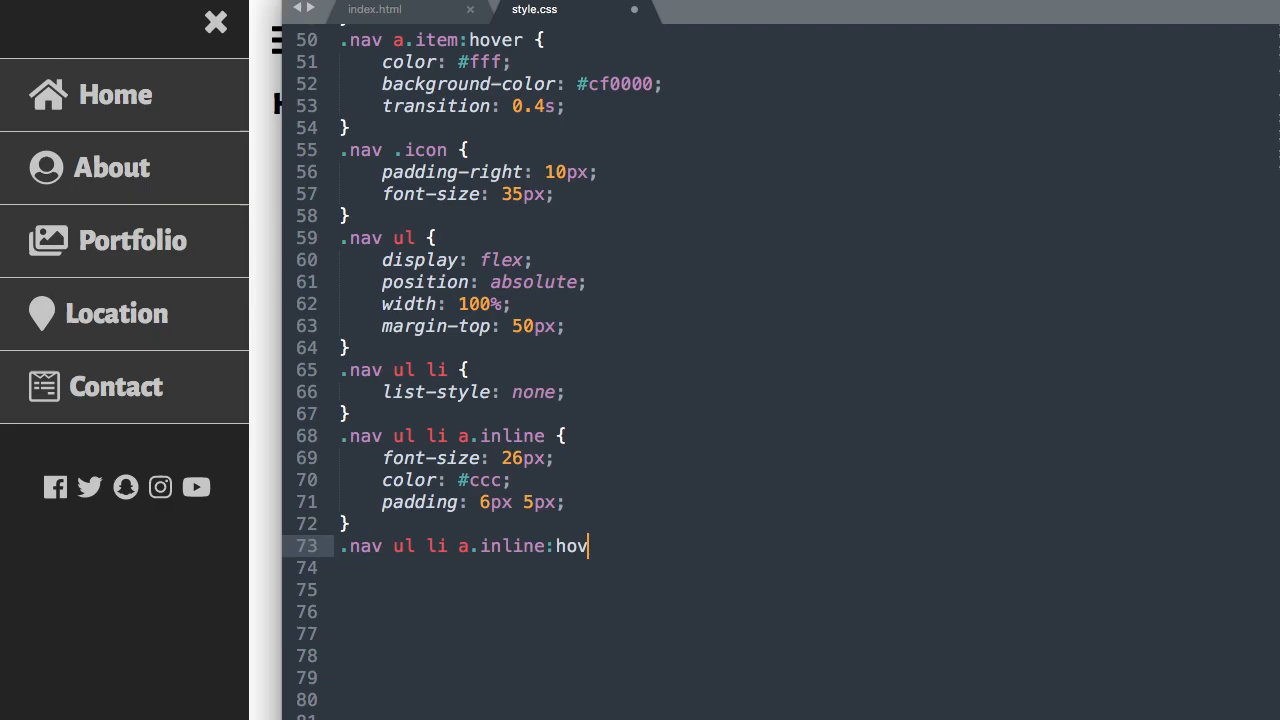 Home
About
Portfolio
Location
Contact
index.html × style.css
50 .nav a.item:hover {
51 color: #fff;
52 background-color: #cf0000;
53 transition: 0.4s;
54 }
55 .nav .icon {
56 padding-right: 10px;
57 font-size: 35px;
58 }
59 .nav ul {
60 display: flex;
61 position: absolute;
62 width: 100%;
63 margin-top: 50px;
64 }
65 .nav ul li {
66 list-style: none;
67 }
68 .nav ul li a.inline {
69 font-size: 26px;
70 color: #ccc;
71 padding: 6px 5px;
72 }
73 .nav ul li a.inline:hov
74
75
76
77
78
79
80